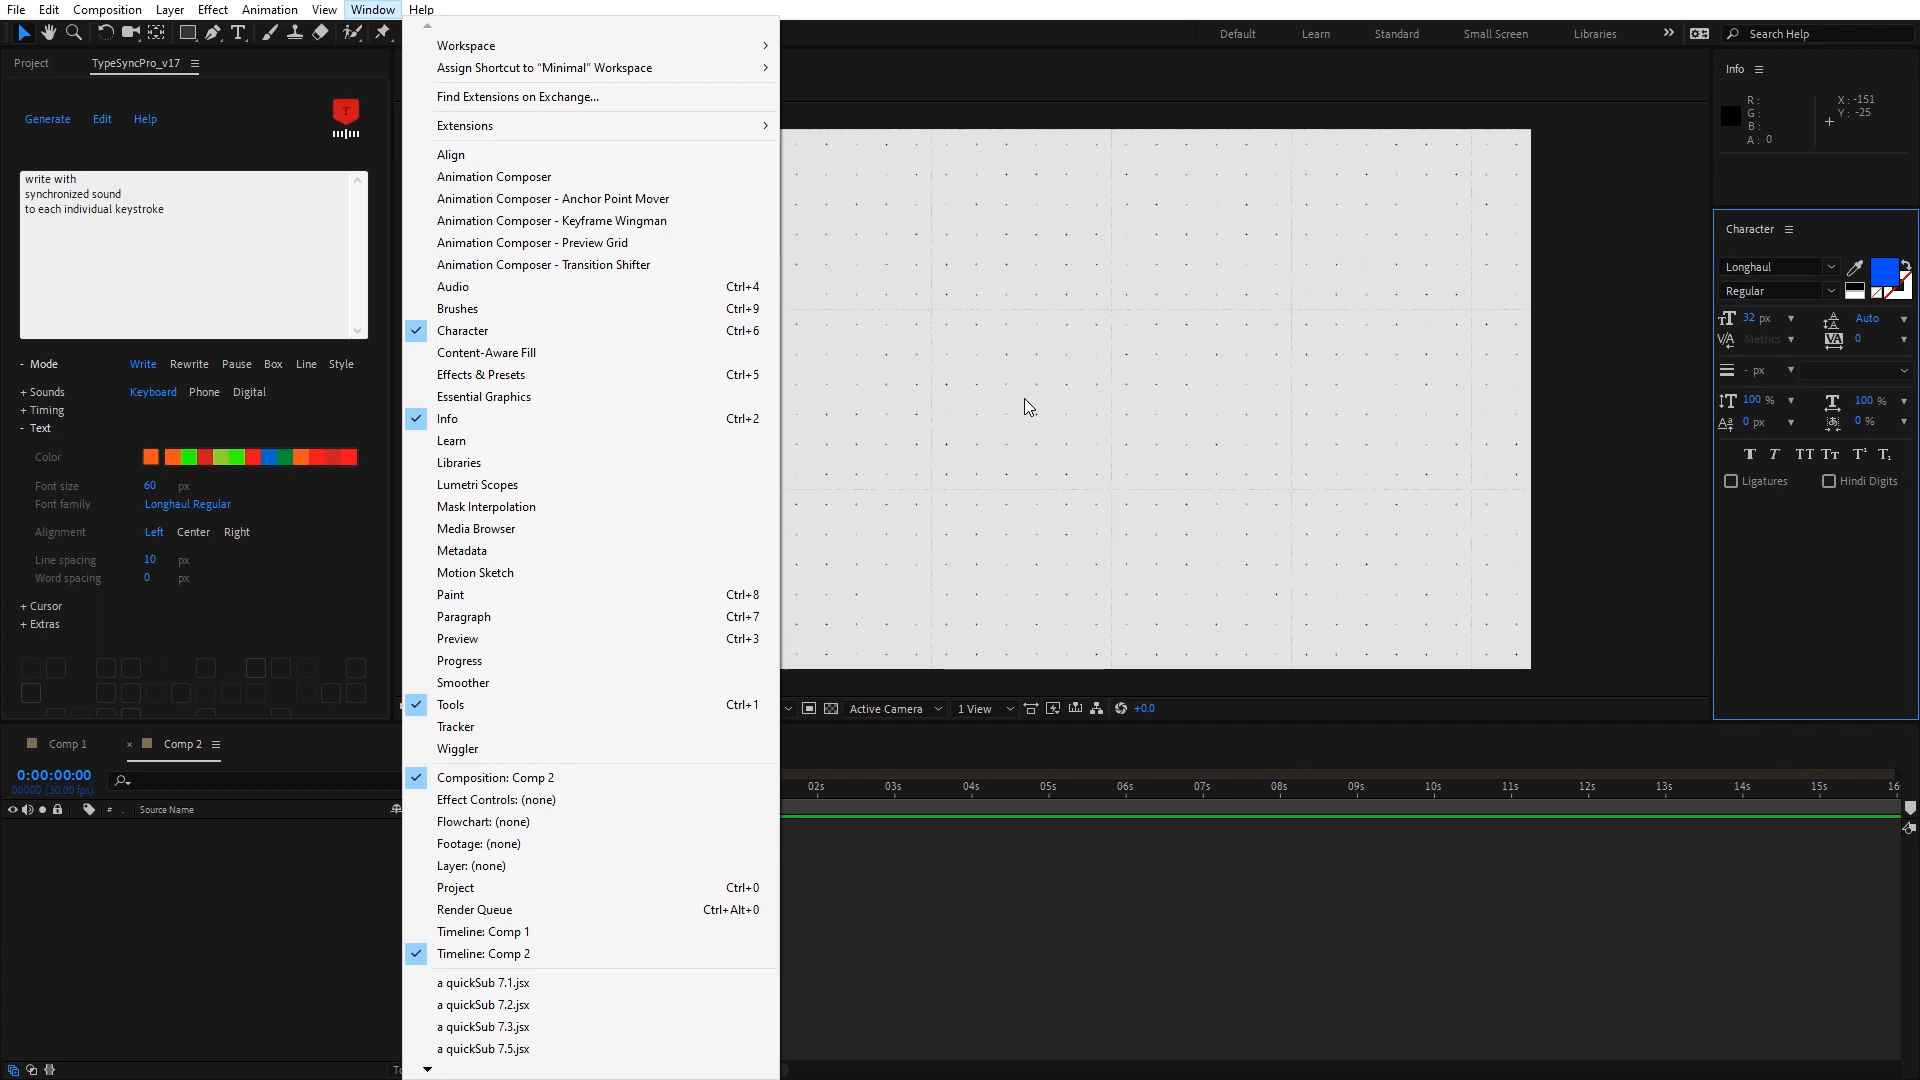 File Edit Composition Layer Effect Animation View Window Help
Default Learn Standard Small Screen Libraries Search Help
Project TypeSyncPro_v17
Generate Edit Help
write with
synchronized sound
to each individual keystroke
- Mode Write Rewrite Pause Box Line Style
+ Sounds Keyboard Phone Digital
+ Timing
- Text
Color
Font size 60 px
Font family Longhaul Regular
Alignment Left Center Right
Line spacing 10 px
Word spacing 0 px
+ Cursor
+ Extras
Workspace
Assign Shortcut to “Minimal” Workspace
Find Extensions on Exchange...
Extensions
Align
Animation Composer
Animation Composer - Anchor Point Mover
Animation Composer - Keyframe Wingman
Animation Composer - Preview Grid
Animation Composer - Transition Shifter
Audio Ctrl+4
Brushes Ctrl+9
Character Ctrl+6
Content-Aware Fill
Effects & Presets Ctrl+5
Essential Graphics
Info Ctrl+2
Learn
Libraries
Lumetri Scopes
Mask Interpolation
Media Browser
Metadata
Motion Sketch
Paint Ctrl+8
Paragraph Ctrl+7
Preview Ctrl+3
Progress
Smoother
Tools Ctrl+1
Tracker
Wiggler
Composition: Comp 2
Effect Controls: (none)
Flowchart: (none)
Footage: (none)
Layer: (none)
Project Ctrl+0
Render Queue Ctrl+Alt+0
Timeline: Comp 1
Timeline: Comp 2
a quickSub 7.1.jsx
a quickSub 7.2.jsx
a quickSub 7.3.jsx
a quickSub 7.5.jsx
Info
R :
G :
B :
A : 0
X : -151
Y : -25
Character
Longhaul
Regular
32 px Auto
Metrics 0
- px
100 % 100 %
0 px 0 %
Ligatures Hindi Digits
Active Camera 1 View +0.0
Comp 1 Comp 2
0:00:00:00
00000 (30.00 fps)
# . Source Name
02s 03s 04s 05s 06s 07s 08s 09s 10s 11s 12s 13s 14s 15s 16